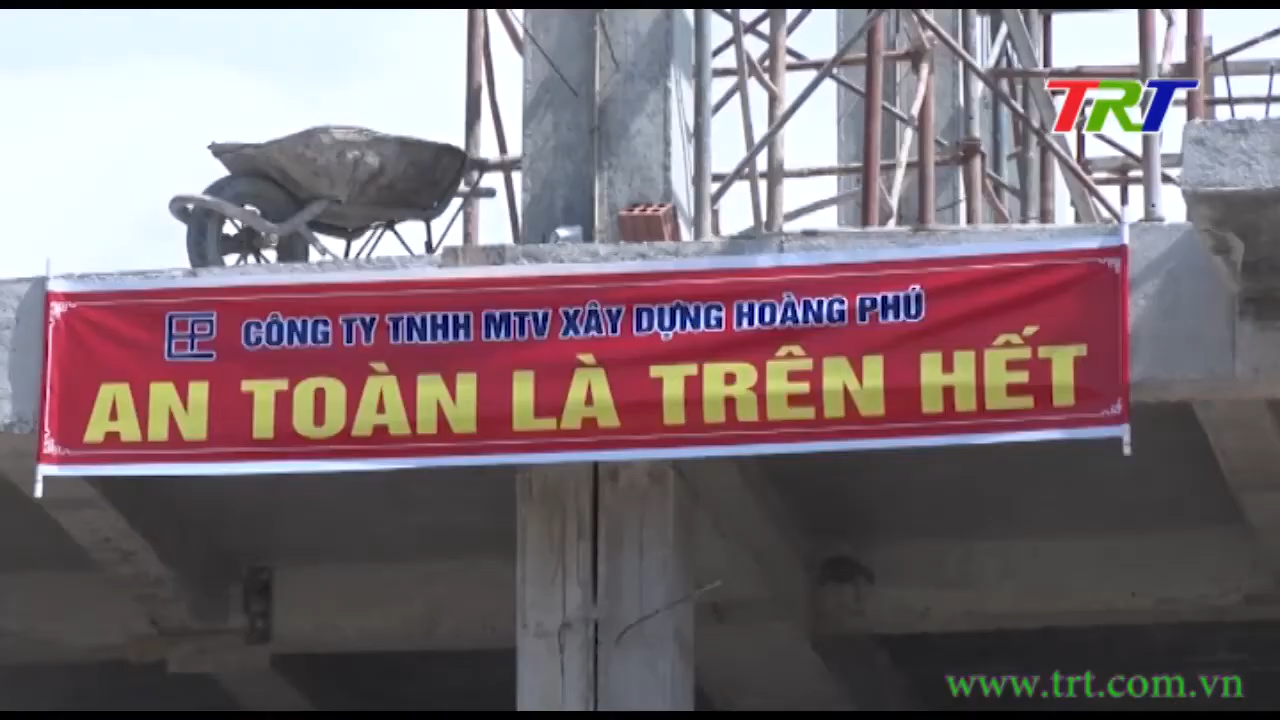 TRT
CÔNG TY TNHH MTV XÂY DỰNG HOÀNG PHÚ
AN TOÀN LÀ TRÊN HẾT
www.trt.com.vn